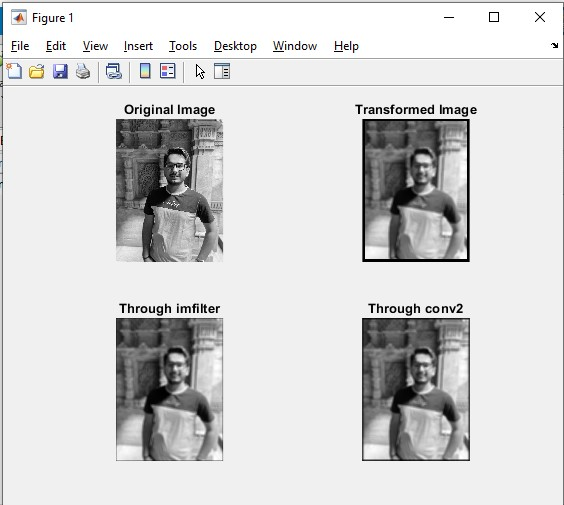 Figure 1
File Edit View Insert Tools Desktop Window Help
Original Image Transformed Image
Through imfilter Through conv2